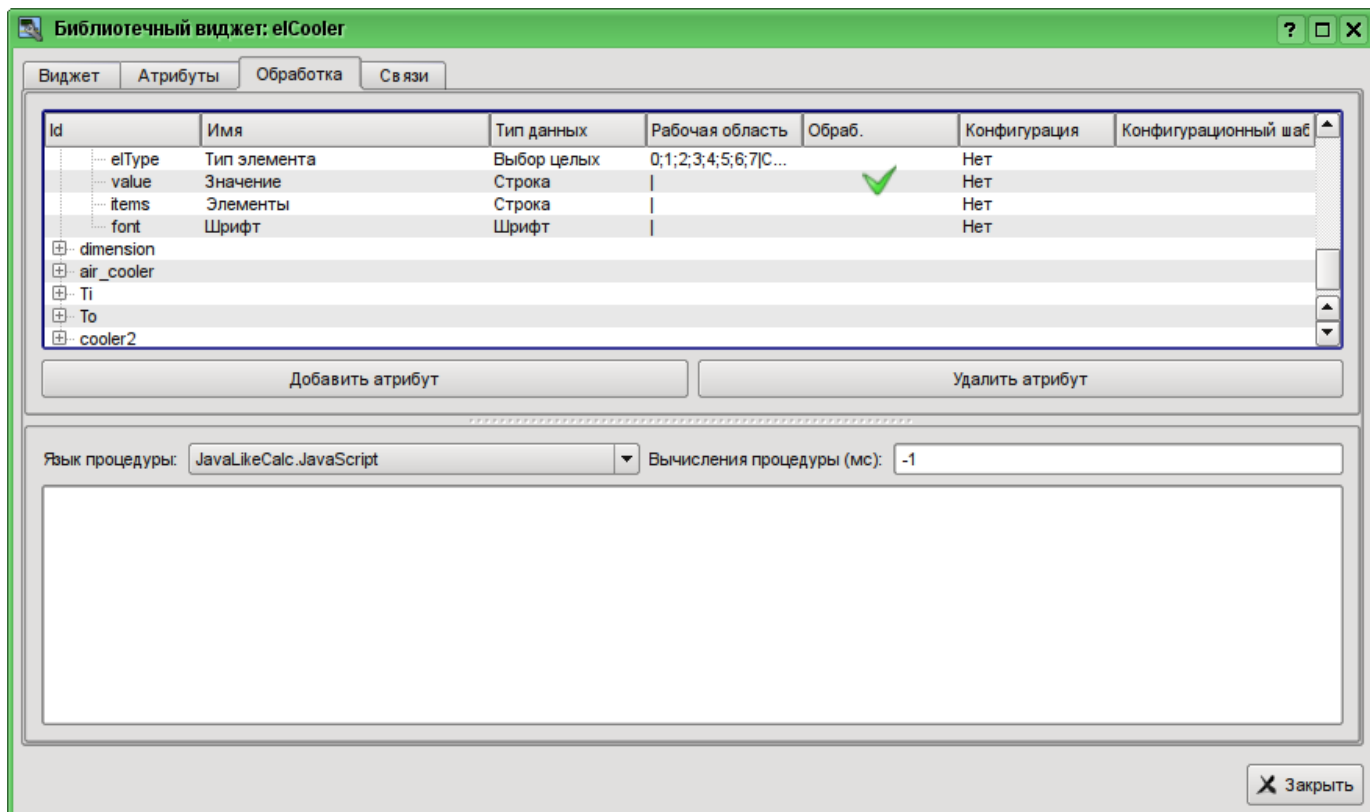 Библиотечный виджет: elCooler
Виджет Атрибуты Обработка Связи
Id Имя Тип данных Рабочая область Обраб. Конфигурация Конфигурационный шаб
elType Тип элемента Выбор целых 0;1;2;3;4;5;6;7|С... Нет
value Значение Строка | Нет
items Элементы Строка | Нет
font Шрифт Шрифт | Нет
dimension
air_cooler
Ti
To
cooler2
Добавить атрибут Удалить атрибут
Язык процедуры: JavaLikeCalc.JavaScript Вычисления процедуры (мс): -1
Закрыть